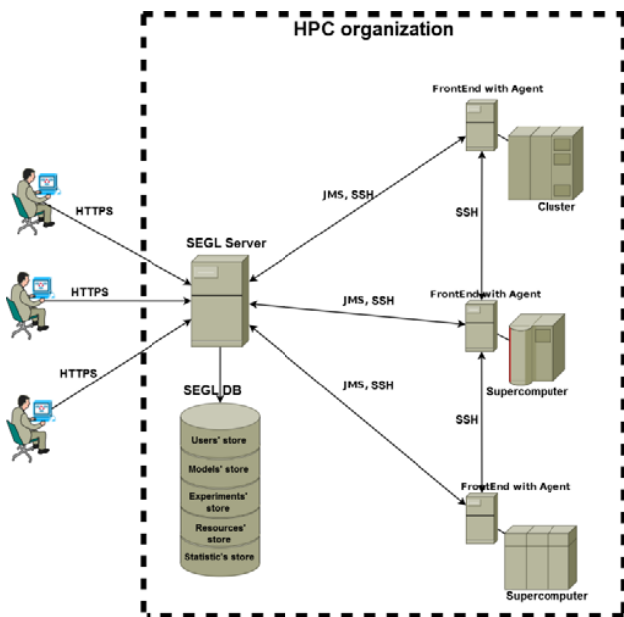 HPC organization
FrontEnd with Agent
Cluster
HTTPS
JMS, SSH
SSH
SEGL Server
HTTPS
JMS, SSH
FrontEnd with Agent
Supercomputer
HTTPS
JMS, SSH
SSH
SEGL DB
Users' store
Models' store
Experiments'
store
Resources'
store
Statistic's store
FrontEnd with Agent
Supercomputer